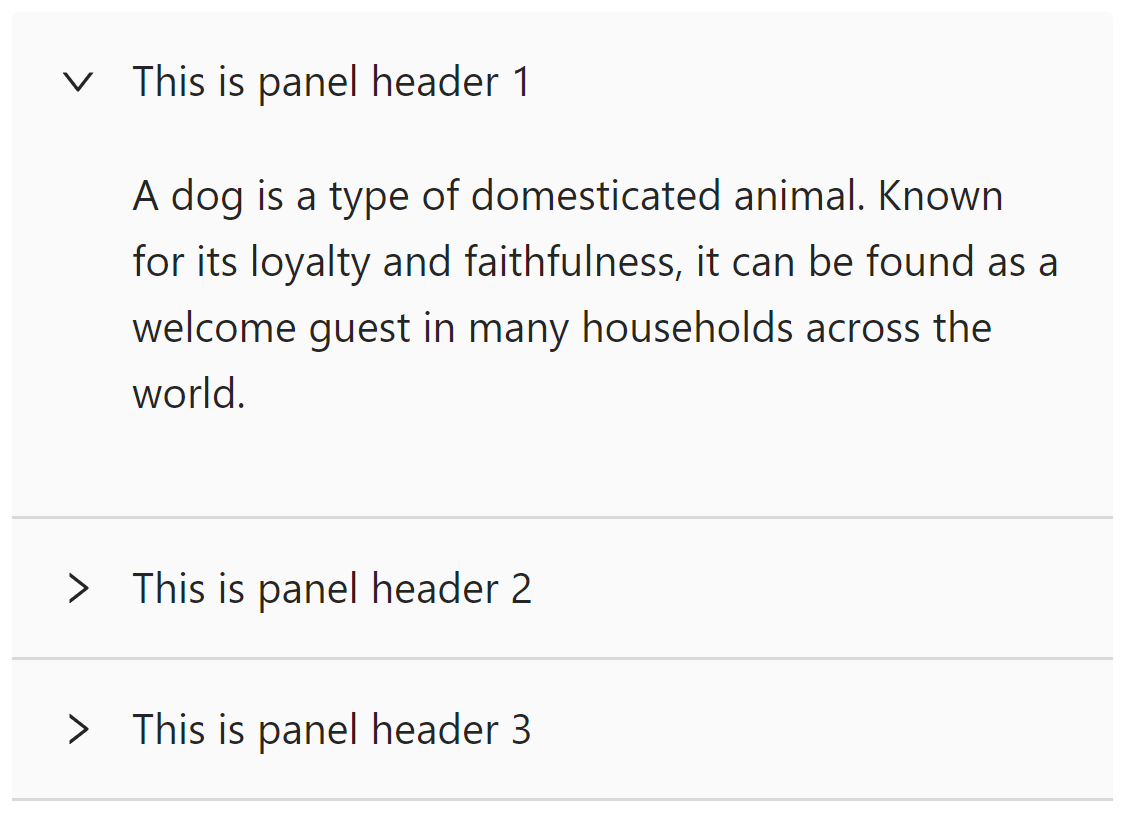 This is panel header 1
A dog is a type of domesticated animal. Known
for its loyalty and faithfulness, it can be found as a
welcome guest in many households across the
world.
This is panel header 2
This is panel header 3